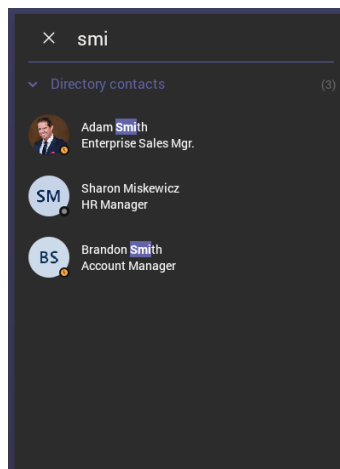 smi
Directory contacts (3)
Adam Smith
Enterprise Sales Mgr.
SM
Sharon Miskewicz
HR Manager
BS
Brandon Smith
Account Manager